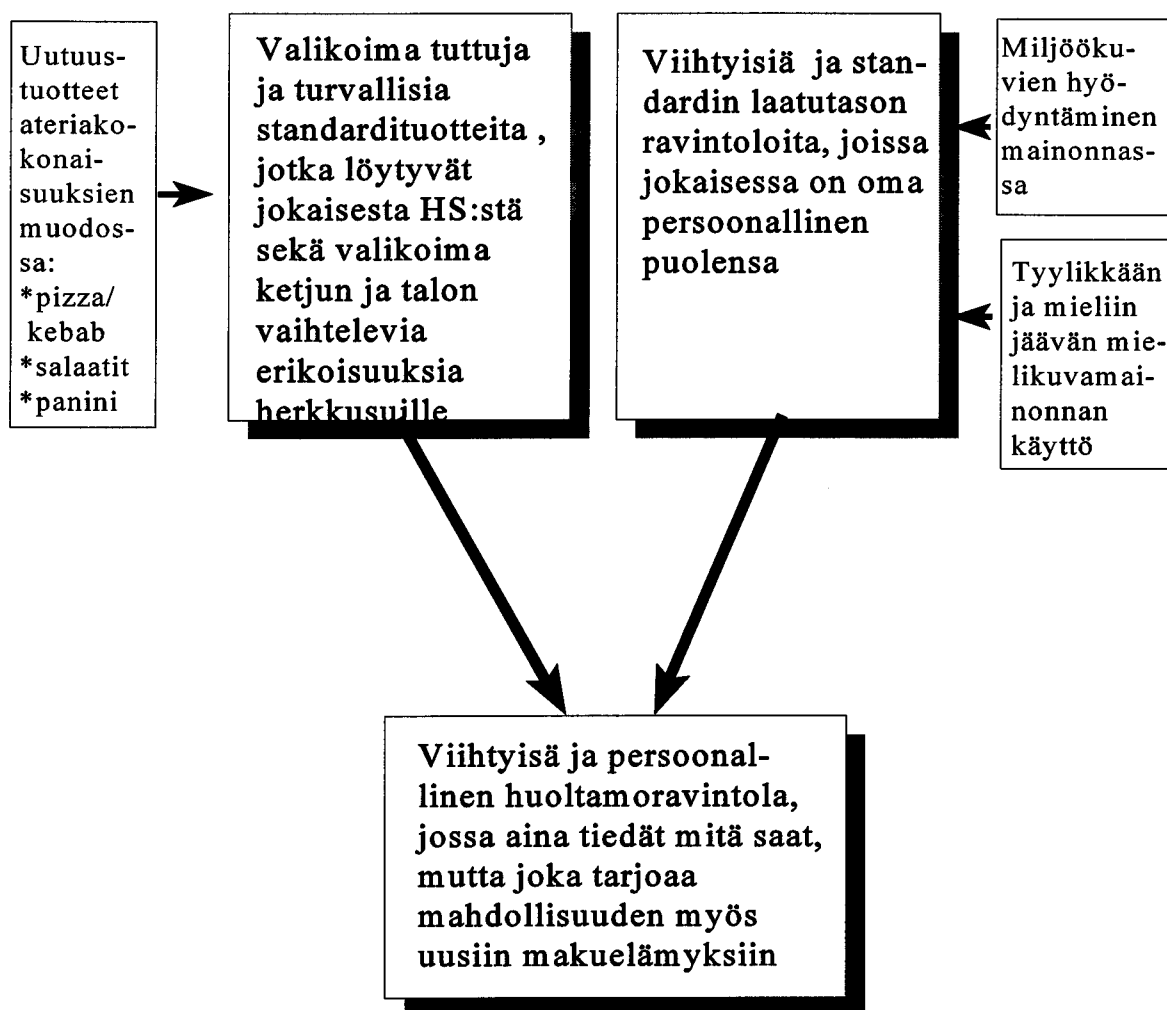 Uutuus-
tuotteet
ateriako-
konai-
suuksien
muodos-
sa:
*pizza/
kebab
*salaatit
*panini
Valikoima tuttuja
ja turvallisia
standardituotteita ,
jotka löytyvät
jokaisesta HS:stä
sekä valikoima
ketjun ja talon
vaihtelevia
erikoisuuksia
herkkusuille
Viihtyisiä ja stan-
dardin laatutason
ravintoloita, joissa
jokaisessa on oma
persoonallinen
puolensa
Miljööku-
vien hyö-
dyntäminen
mainonnas-
sa
Tyylikkään
ja mieliin
jäävän mie-
likuvamai-
nonnan
käyttö
Viihtyisä ja persoonal-
linen huoltamoravintola,
jossa aina tiedät mitä saat,
mutta joka tarjoaa
mahdollisuuden myös
uusiin makuelämyksiin